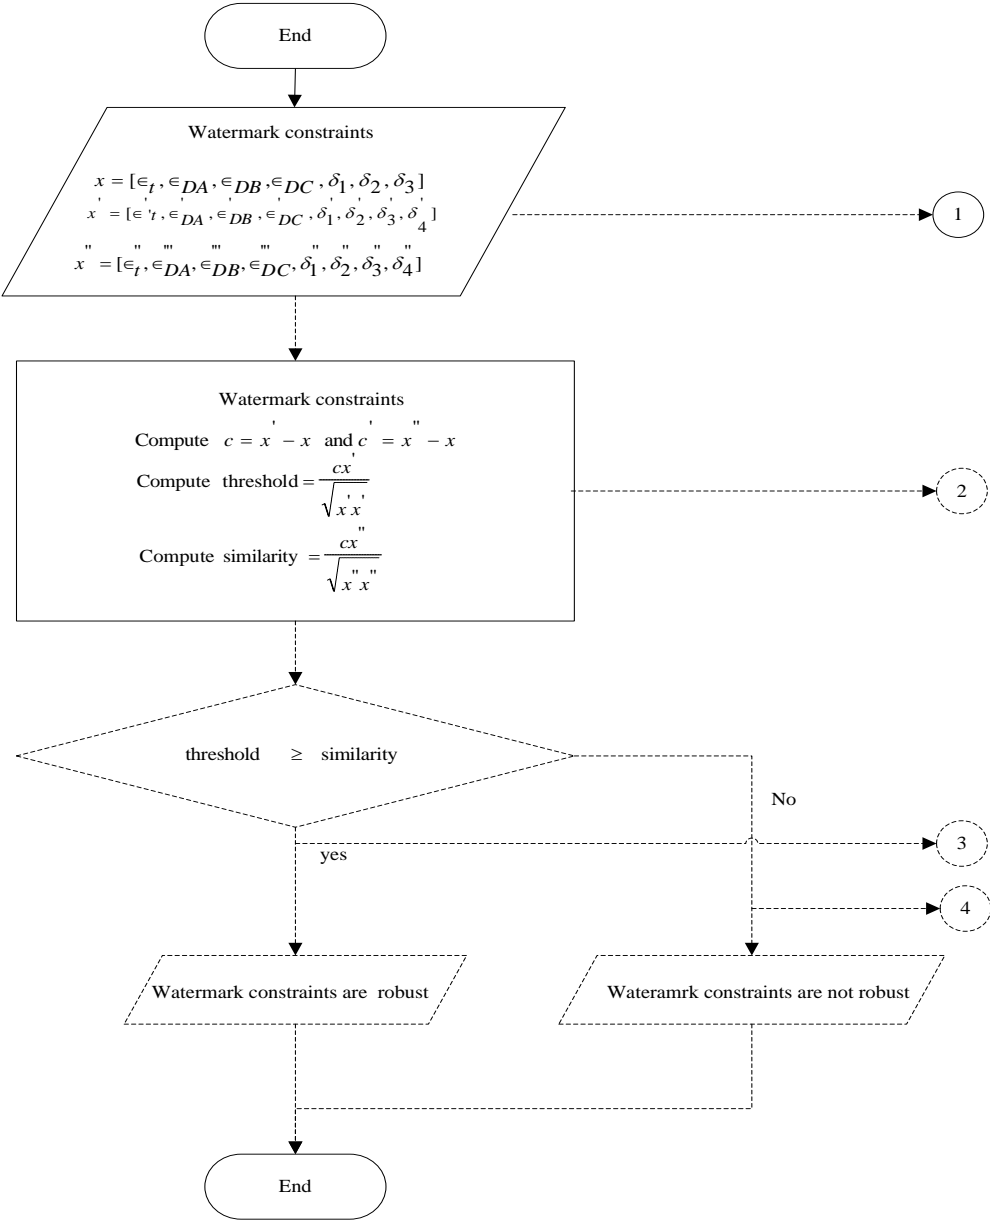 End
Watermark constraints
x = [∈t, ∈DA, ∈DB, ∈DC, δ1, δ2, δ3]
x' = [∈'t, ∈'DA, ∈'DB, ∈'DC, δ'1, δ'2, δ'3, δ'4]
x" = [∈"t, ∈'"DA, ∈'"DB, ∈'"DC, δ"1, δ"2, δ"3, δ"4]
1
Watermark constraints
Compute c = x' − x and c' = x" − x
Compute threshold = cx' / √x'x'
Compute similarity = cx" / √x"x"
2
threshold ≥ similarity
No
yes
3
4
Watermark constraints are robust
Wateramrk constraints are not robust
End